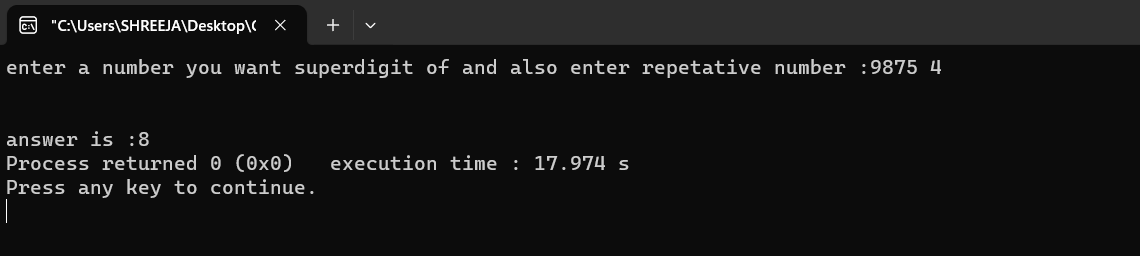 "C:\Users\SHREEJA\Desktop\C
enter a number you want superdigit of and also enter repetative number :9875 4
answer is :8
Process returned 0 (0x0)   execution time : 17.974 s
Press any key to continue.